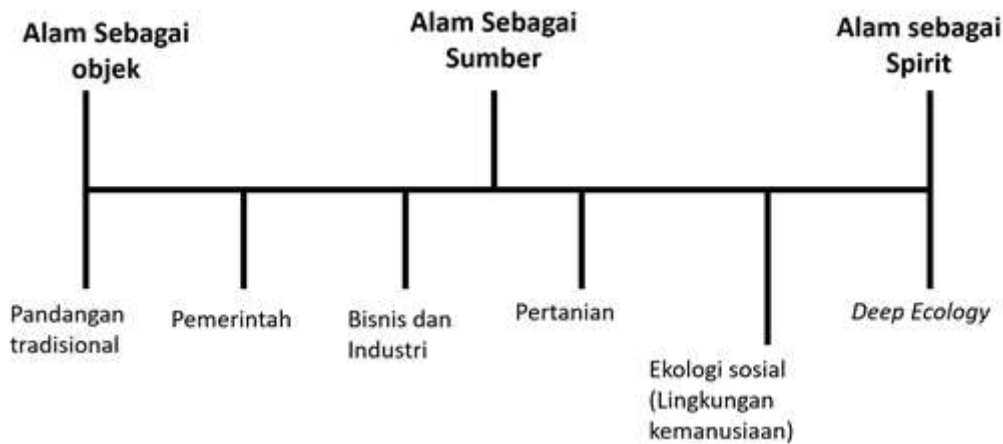 Alam Sebagai
objek
Alam Sebagai
Sumber
Alam sebagai
Spirit
Pandangan
tradisional
Pemerintah
Bisnis dan
Industri
Pertanian
Ekologi sosial
(Lingkungan
kemanusiaan)
Deep Ecology